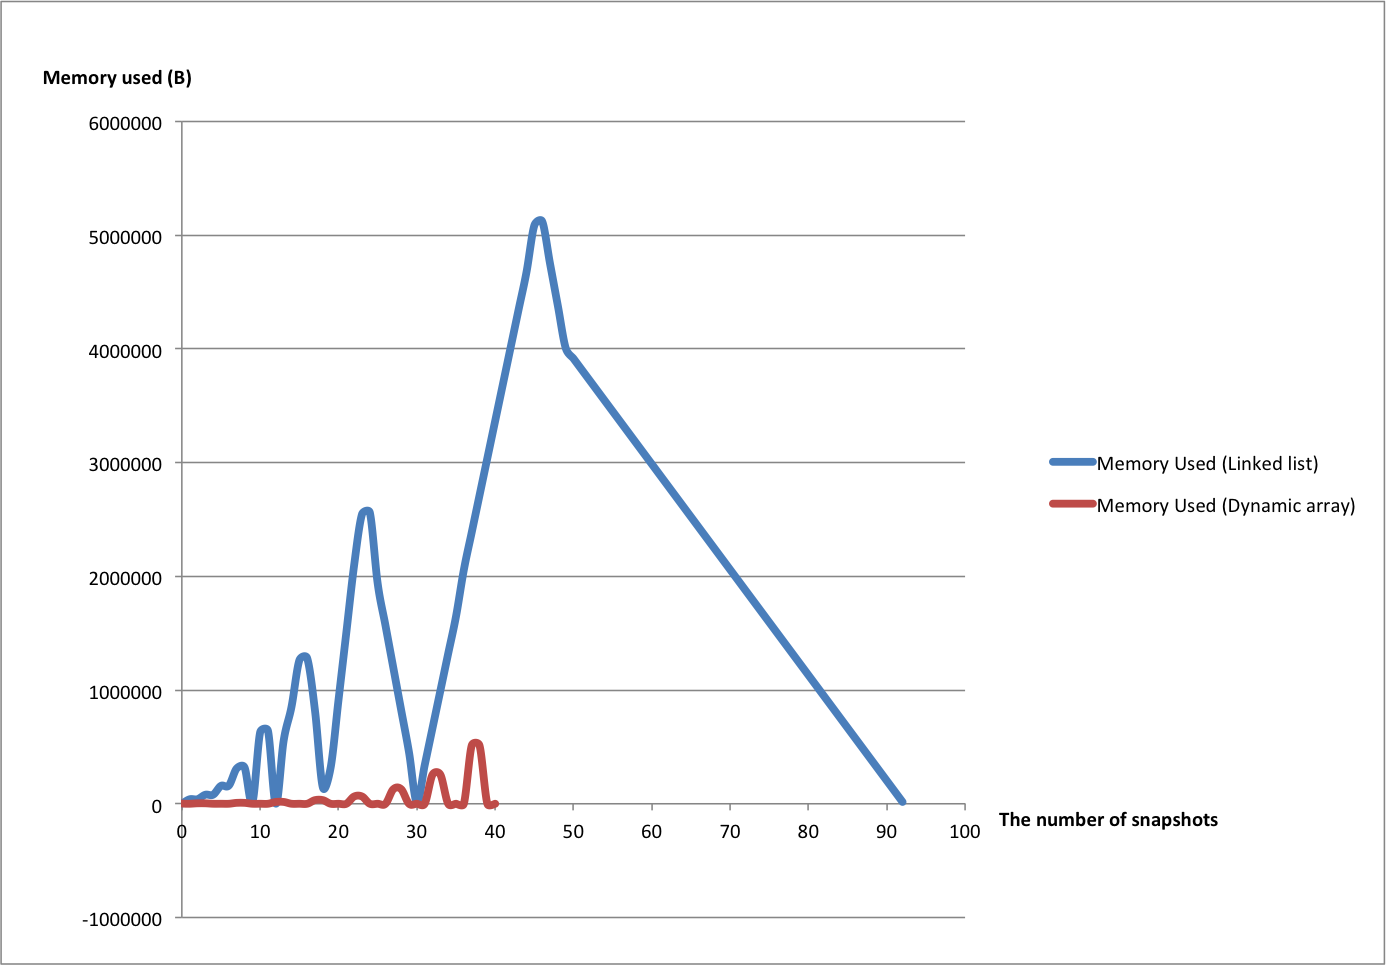 Memory used (B)
6000000
5000000
4000000
3000000
2000000
1000000
0
-1000000
0 10 20 30 40 50 60 70 80 90 100
The number of snapshots
Memory Used (Linked list)
Memory Used (Dynamic array)